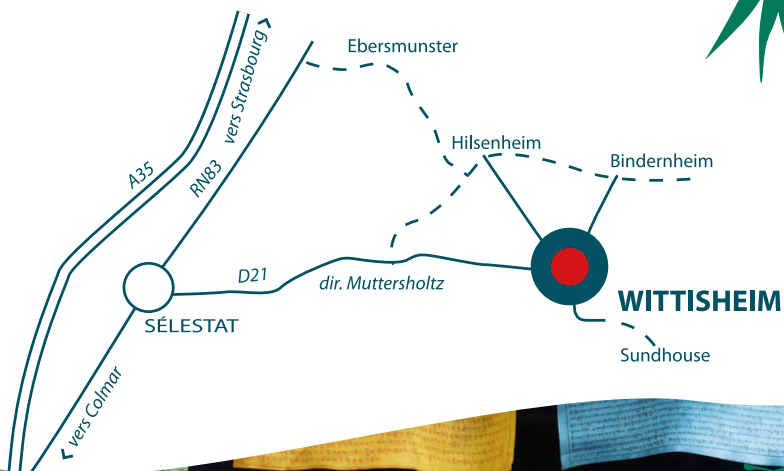 Ebersmunster
vers Strasbourg
A35
RN83
Hilsenheim
Bindernheim
D21
dir. Muttersholtz
WITTISHEIM
SÉLESTAT
Sundhouse
vers Colmar